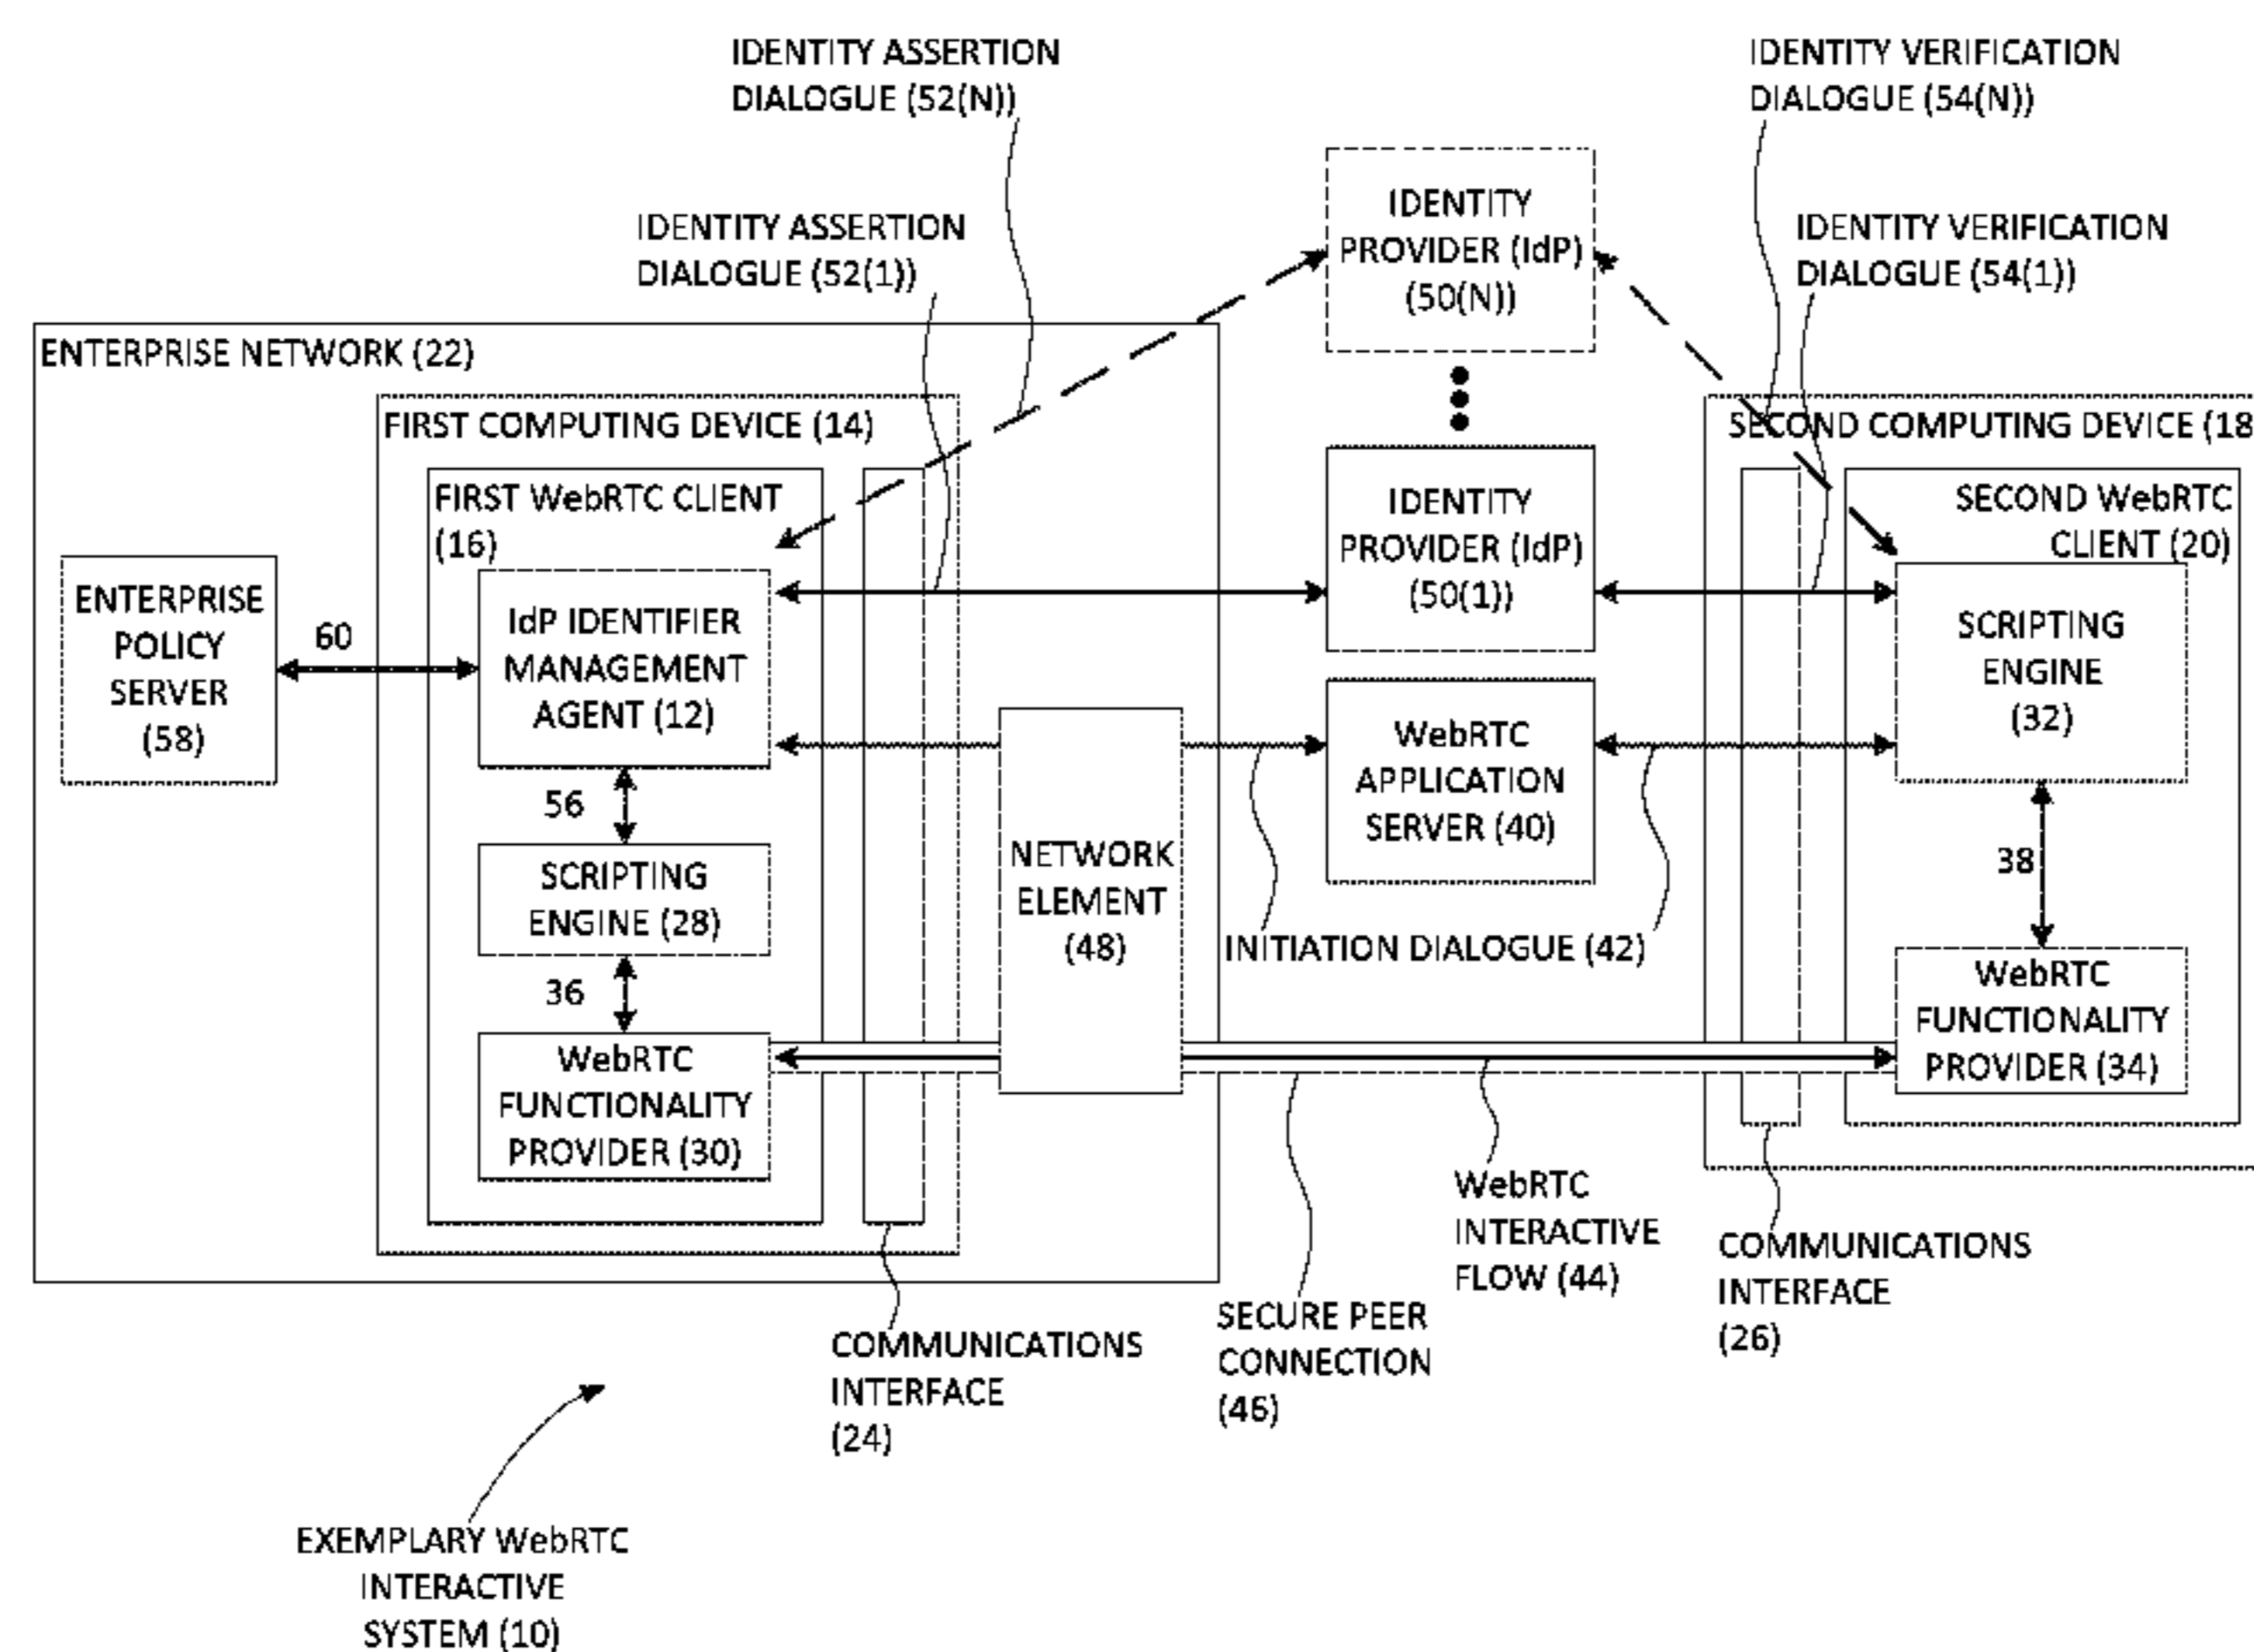 IDENTITY ASSERTION
DIALOGUE (52(N))
IDENTITY VERIFICATION
DIALOGUE (54(N))
IDENTITY ASSERTION
DIALOGUE (52(1))
IDENTITY
PROVIDER (IdP)
(50(N))
IDENTITY VERIFICATION
DIALOGUE (54(1))
ENTERPRISE NETWORK (22)
FIRST COMPUTING DEVICE (14)
SECOND COMPUTING DEVICE (18
FIRST WebRTC CLIENT
(16)
IDENTITY
PROVIDER (IdP)
(50(1))
SECOND WebRTC
CLIENT (20)
ENTERPRISE
POLICY
SERVER
(58)
60
IdP IDENTIFIER
MANAGEMENT
AGENT (12)
SCRIPTING
ENGINE
(32)
WebRTC
APPLICATION
SERVER (40)
56
SCRIPTING
ENGINE (28)
NETWORK
ELEMENT
(48)
38
INITIATION DIALOGUE (42)
36
WebRTC
FUNCTIONALITY
PROVIDER (30)
WebRTC
FUNCTIONALITY
PROVIDER (34)
WebRTC
INTERACTIVE
FLOW (44)
COMMUNICATIONS
INTERFACE
(26)
SECURE PEER
CONNECTION
(46)
COMMUNICATIONS
INTERFACE
(24)
EXEMPLARY WebRTC
INTERACTIVE
SYSTEM (10)